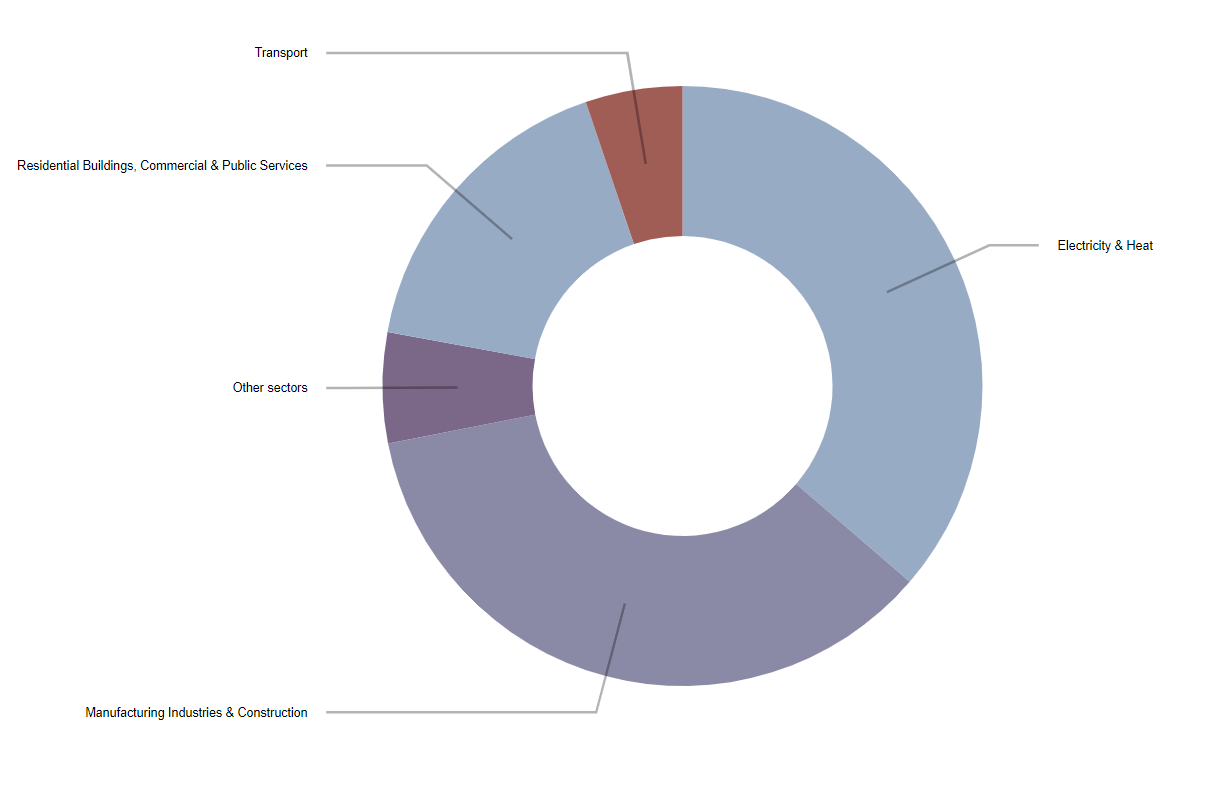 Transport
Residential Buildings, Commercial & Public Services
Electricity & Heat
Other sectors
Manufacturing Industries & Construction